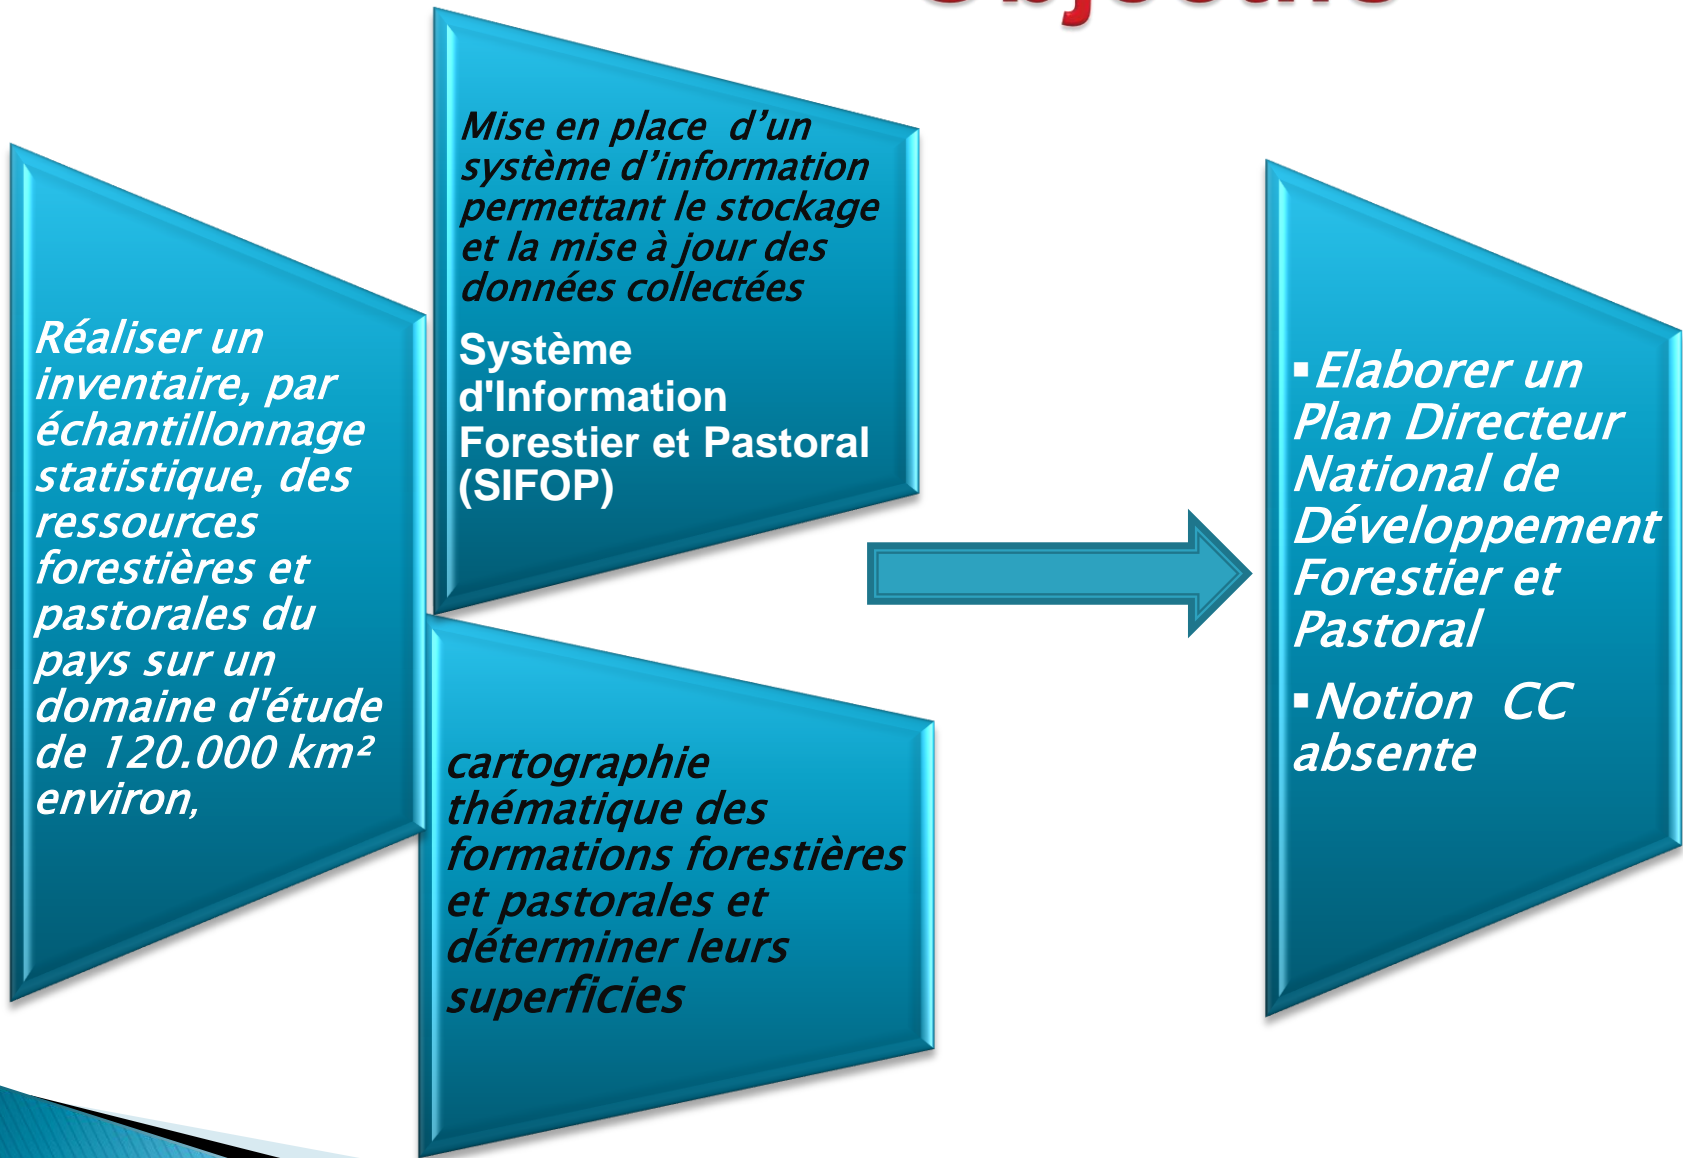 Réaliser un
inventaire, par
échantillonnage
statistique, des
ressources
forestières et
pastorales du
pays sur un
domaine d'étude
de 120.000 km²
environ,
Mise en place  d’un
système d’information
permettant le stockage
et la mise à jour des
données collectées
Système
d'Information
Forestier et Pastoral
(SIFOP)
cartographie
thématique des
formations forestières
et pastorales et
déterminer leurs
superficies
▪Elaborer un
Plan Directeur
National de
Développement
Forestier et
Pastoral
▪Notion  CC
absente